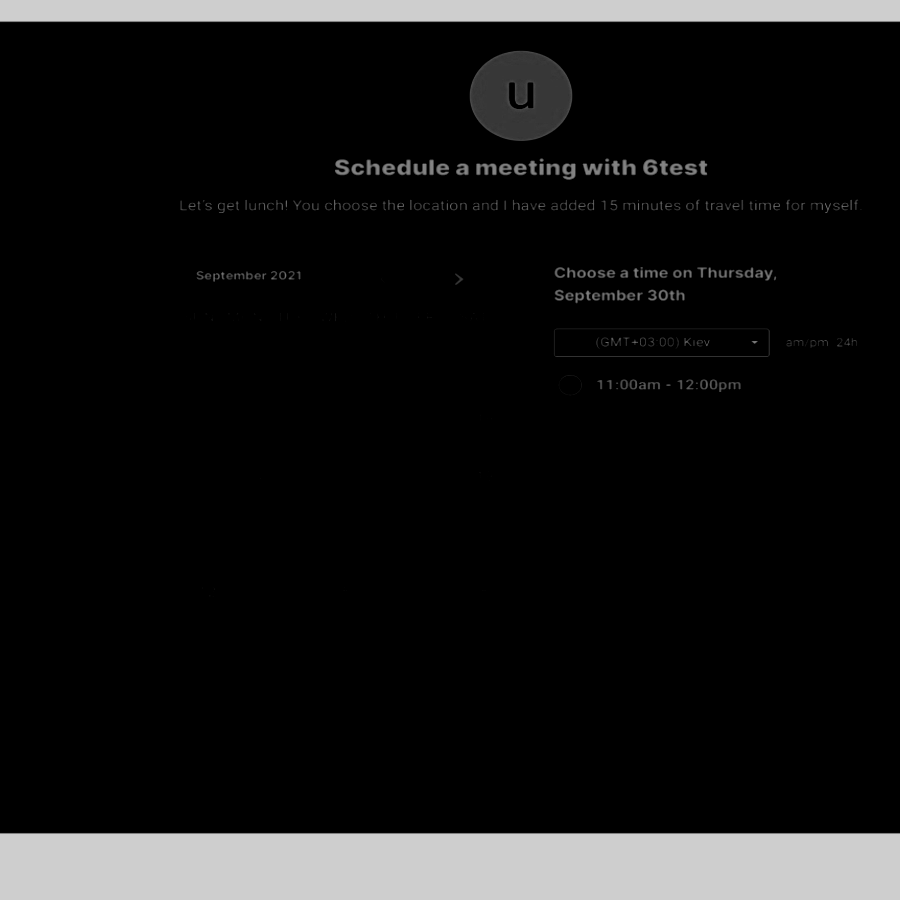 u
Schedule a meeting with 6test
Let's get lunch! You choose the location and I have added 15 minutes of travel time for myself.
September 2021
Choose a time on Thursday,
September 30th
(GMT+03:00) Kiev
am/pm 24h
11:00am - 12:00pm